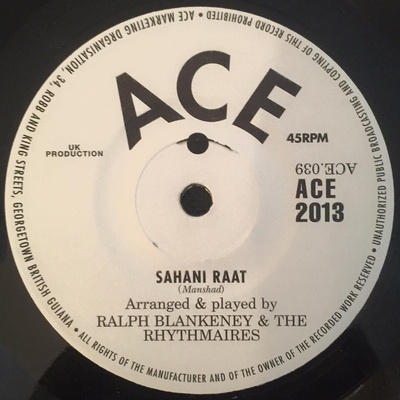 ACE MARKETING ORGANISATION, 34, ROBB AND KING STREETS, GEORGETOWN BRITISH GUIANA • ALL RIGHTS OF THE MANUFACTURER AND OF THE OWNER OF THE RECORDED WORK RESERVED • UNAUTHORIZED PUBLIC BROADCASTING AND COPYING OF THIS RECORD PROHIBITED •
ACE
UK
PRODUCTION
45RPM
ACE.039
ACE
2013
SAHANI RAAT
(Manshad)
Arranged & played by
RALPH BLANKENEY & THE
RHYTHMAIRES